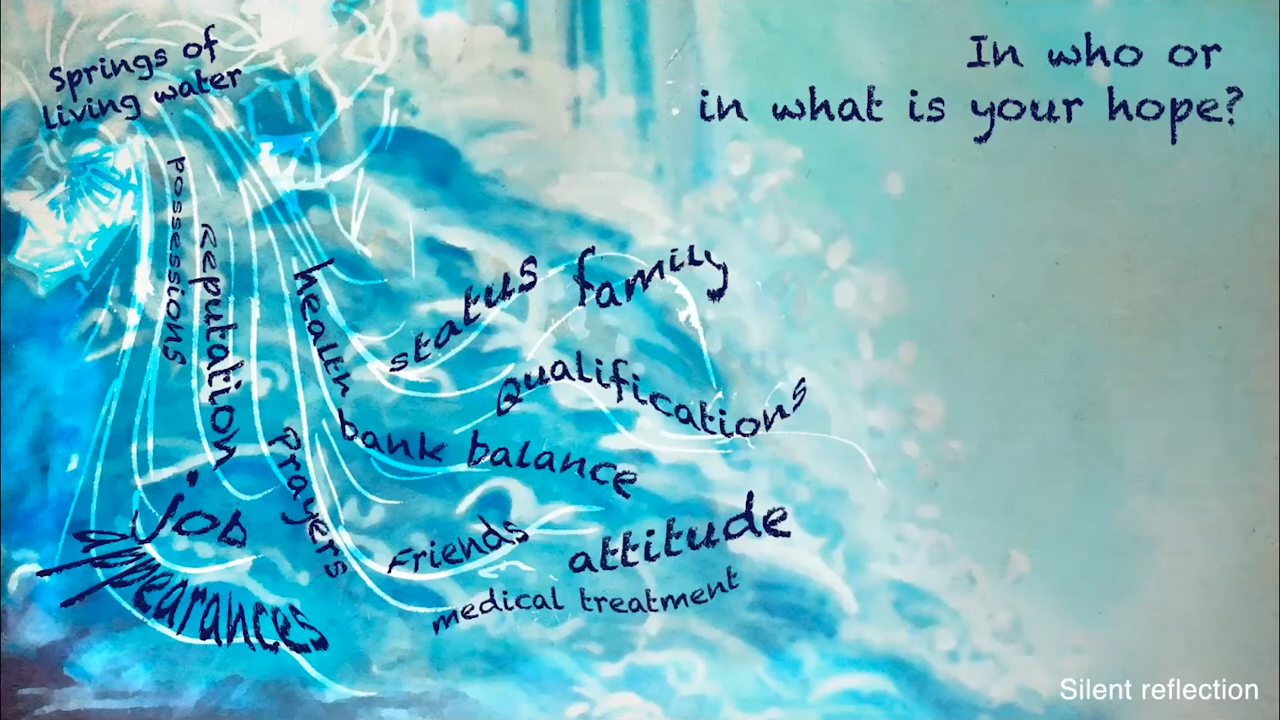 Springs of
living water
In who or
in what is your hope?
possessions
reputation
health
status
family
Qualifications
bank balance
Prayers
job
appearances
Friends
attitude
medical treatment
Silent reflection